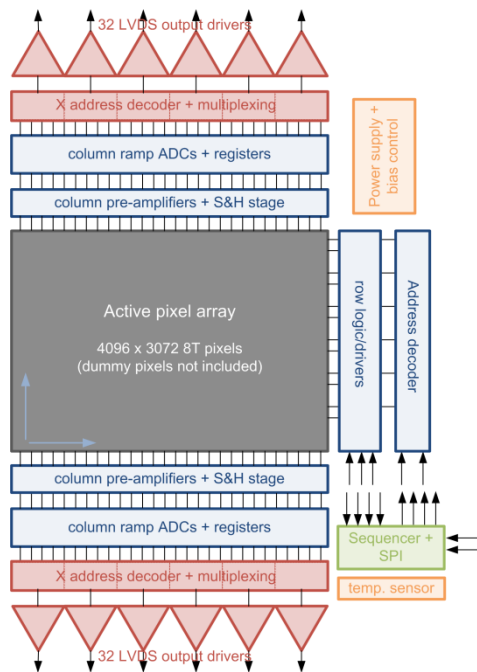 32 LVDS output drivers
X address decoder + multiplexing
column ramp ADCs + registers
column pre-amplifiers + S&H stage
Power supply +
bias control
Active pixel array
4096 x 3072 8T pixels
(dummy pixels not included)
row logic/drivers
Address decoder
column pre-amplifiers + S&H stage
column ramp ADCs + registers
X address decoder + multiplexing
32 LVDS output drivers
Sequencer +
SPI
temp. sensor